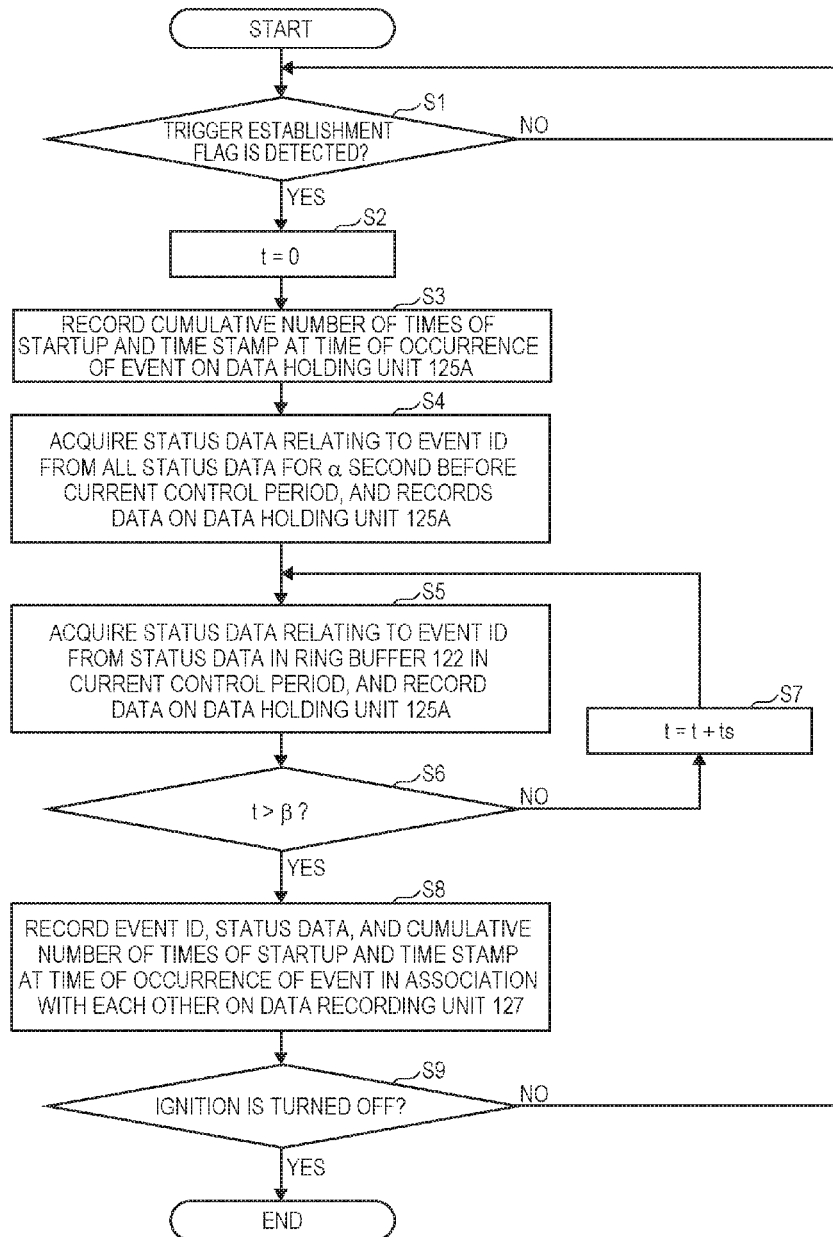 START
S1
TRIGGER ESTABLISHMENT
FLAG IS DETECTED?
NO
YES
S2
t = 0
S3
RECORD CUMULATIVE NUMBER OF TIMES OF
STARTUP AND TIME STAMP AT TIME OF OCCURRENCE
OF EVENT ON DATA HOLDING UNIT 125A
S4
ACQUIRE STATUS DATA RELATING TO EVENT ID
FROM ALL STATUS DATA FOR α SECOND BEFORE
CURRENT CONTROL PERIOD, AND RECORDS
DATA ON DATA HOLDING UNIT 125A
S5
ACQUIRE STATUS DATA RELATING TO EVENT ID
FROM STATUS DATA IN RING BUFFER 122 IN
CURRENT CONTROL PERIOD, AND RECORD
DATA ON DATA HOLDING UNIT 125A
S7
t = t + ts
S6
t > β ?
NO
YES
S8
RECORD EVENT ID, STATUS DATA, AND CUMULATIVE
NUMBER OF TIMES OF STARTUP AND TIME STAMP
AT TIME OF OCCURRENCE OF EVENT IN ASSOCIATION
WITH EACH OTHER ON DATA RECORDING UNIT 127
S9
IGNITION IS TURNED OFF?
NO
YES
END